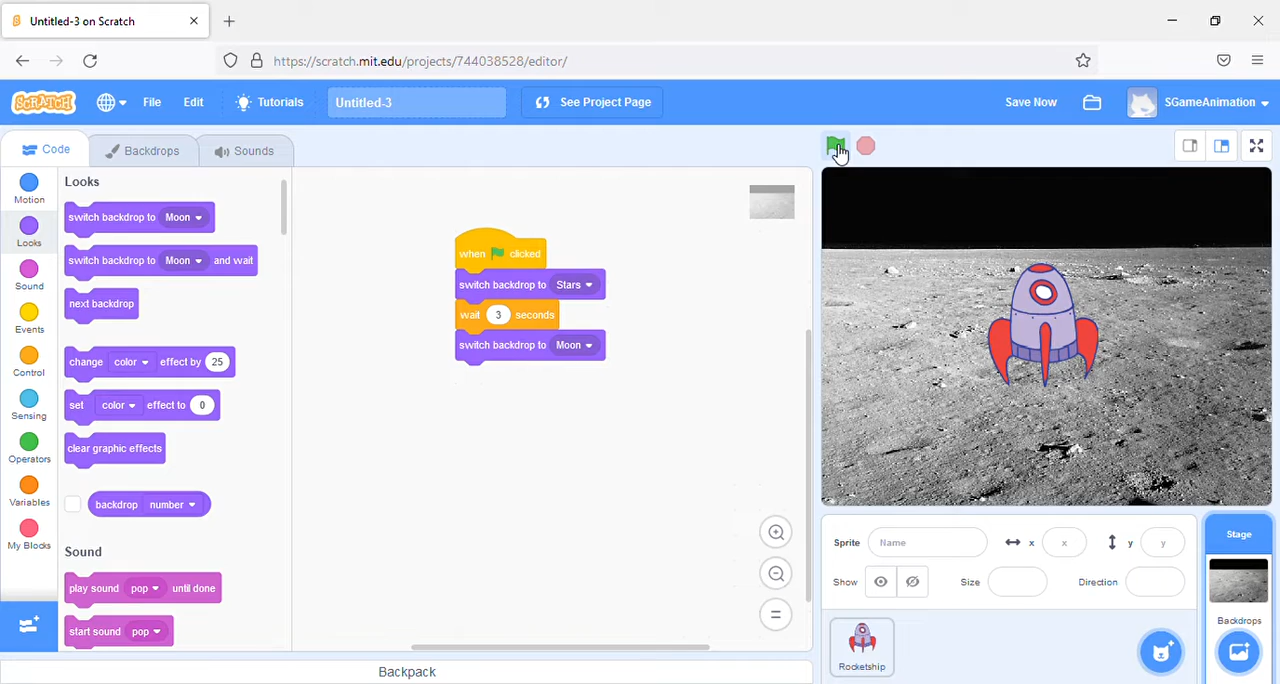 Untitled-3 on Scratch
https://scratch.mit.edu/projects/744038528/editor/
SCRATCH File Edit Tutorials Untitled-3 See Project Page Save Now SGameAnimation
Code Backdrops Sounds
Motion
Looks
Sound
Events
Control
Sensing
Operators
Variables
My Blocks
Looks
switch backdrop to Moon
switch backdrop to Moon and wait
next backdrop
change color effect by 25
set color effect to 0
clear graphic effects
backdrop number
Sound
play sound pop until done
start sound pop
when clicked
switch backdrop to Stars
wait 3 seconds
switch backdrop to Moon
Sprite Name x x y y
Show Size Direction
Rocketship
Stage
Backdrops
Backpack